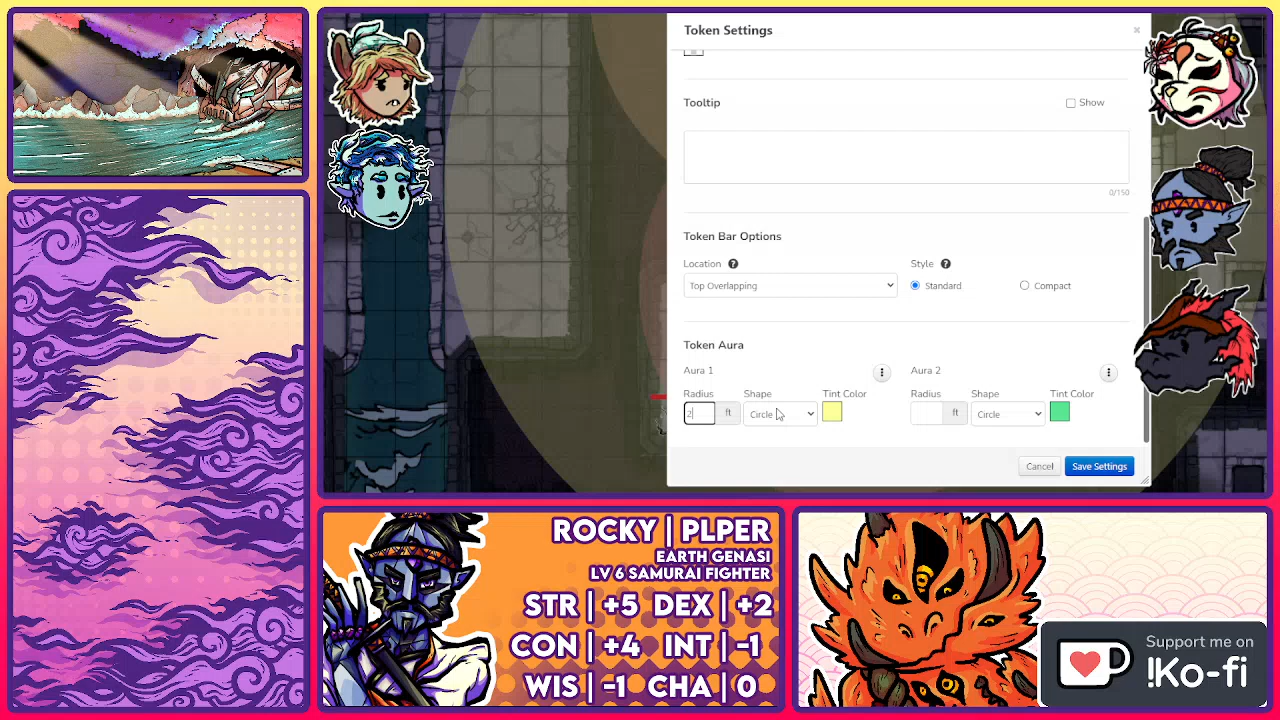 Token Settings
×
Tooltip
Show
0/150
Token Bar Options
Location ?
Style ?
Top Overlapping
Standard
Compact
Token Aura
Aura 1
Aura 2
Radius Shape Tint Color
Radius Shape Tint Color
2 ft Circle
ft Circle
Cancel
Save Settings
ROCKY | PLPER
EARTH GENASI
LV 6 SAMURAI FIGHTER
STR | +5 DEX | +2
CON | +4 INT | -1
WIS | -1 CHA | 0
Support me on
!Ko-fi